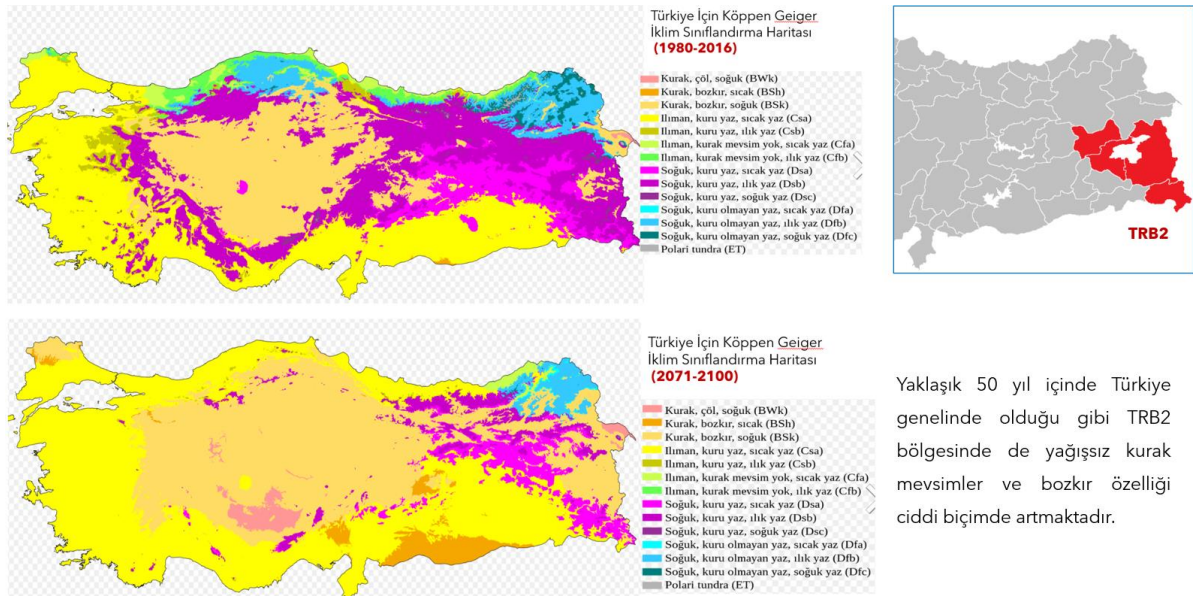 Türkiye İçin Köppen Geiger
İklim Sınıflandırma Haritası
(1980-2016)
Kurak, çöl, soğuk (BWk)
Kurak, bozkır, sıcak (BSh)
Kurak, bozkır, soğuk (BSk)
Ilıman, kuru yaz, sıcak yaz (Csa)
Ilıman, kuru yaz, ılık yaz (Csb)
Ilıman, kurak mevsim yok, sıcak yaz (Cfa)
Ilıman, kurak mevsim yok, ılık yaz (Cfb)
Soğuk, kuru yaz, sıcak yaz (Dsa)
Soğuk, kuru yaz, ılık yaz (Dsb)
Soğuk, kuru yaz, soğuk yaz (Dsc)
Soğuk, kuru olmayan yaz, sıcak yaz (Dfa)
Soğuk, kuru olmayan yaz, ılık yaz (Dfb)
Soğuk, kuru olmayan yaz, soğuk yaz (Dfc)
Polari tundra (ET)
TRB2
Türkiye İçin Köppen Geiger
İklim Sınıflandırma Haritası
(2071-2100)
Kurak, çöl, soğuk (BWk)
Kurak, bozkır, sıcak (BSh)
Kurak, bozkır, soğuk (BSk)
Ilıman, kuru yaz, sıcak yaz (Csa)
Ilıman, kuru yaz, ılık yaz (Csb)
Ilıman, kurak mevsim yok, sıcak yaz (Cfa)
Ilıman, kurak mevsim yok, ılık yaz (Cfb)
Soğuk, kuru yaz, sıcak yaz (Dsa)
Soğuk, kuru yaz, ılık yaz (Dsb)
Soğuk, kuru yaz, soğuk yaz (Dsc)
Soğuk, kuru olmayan yaz, sıcak yaz (Dfa)
Soğuk, kuru olmayan yaz, ılık yaz (Dfb)
Soğuk, kuru olmayan yaz, soğuk yaz (Dfc)
Polari tundra (ET)
Yaklaşık 50 yıl içinde Türkiye
genelinde olduğu gibi TRB2
bölgesinde de yağışsız kurak
mevsimler ve bozkır özelliği
ciddi biçimde artmaktadır.